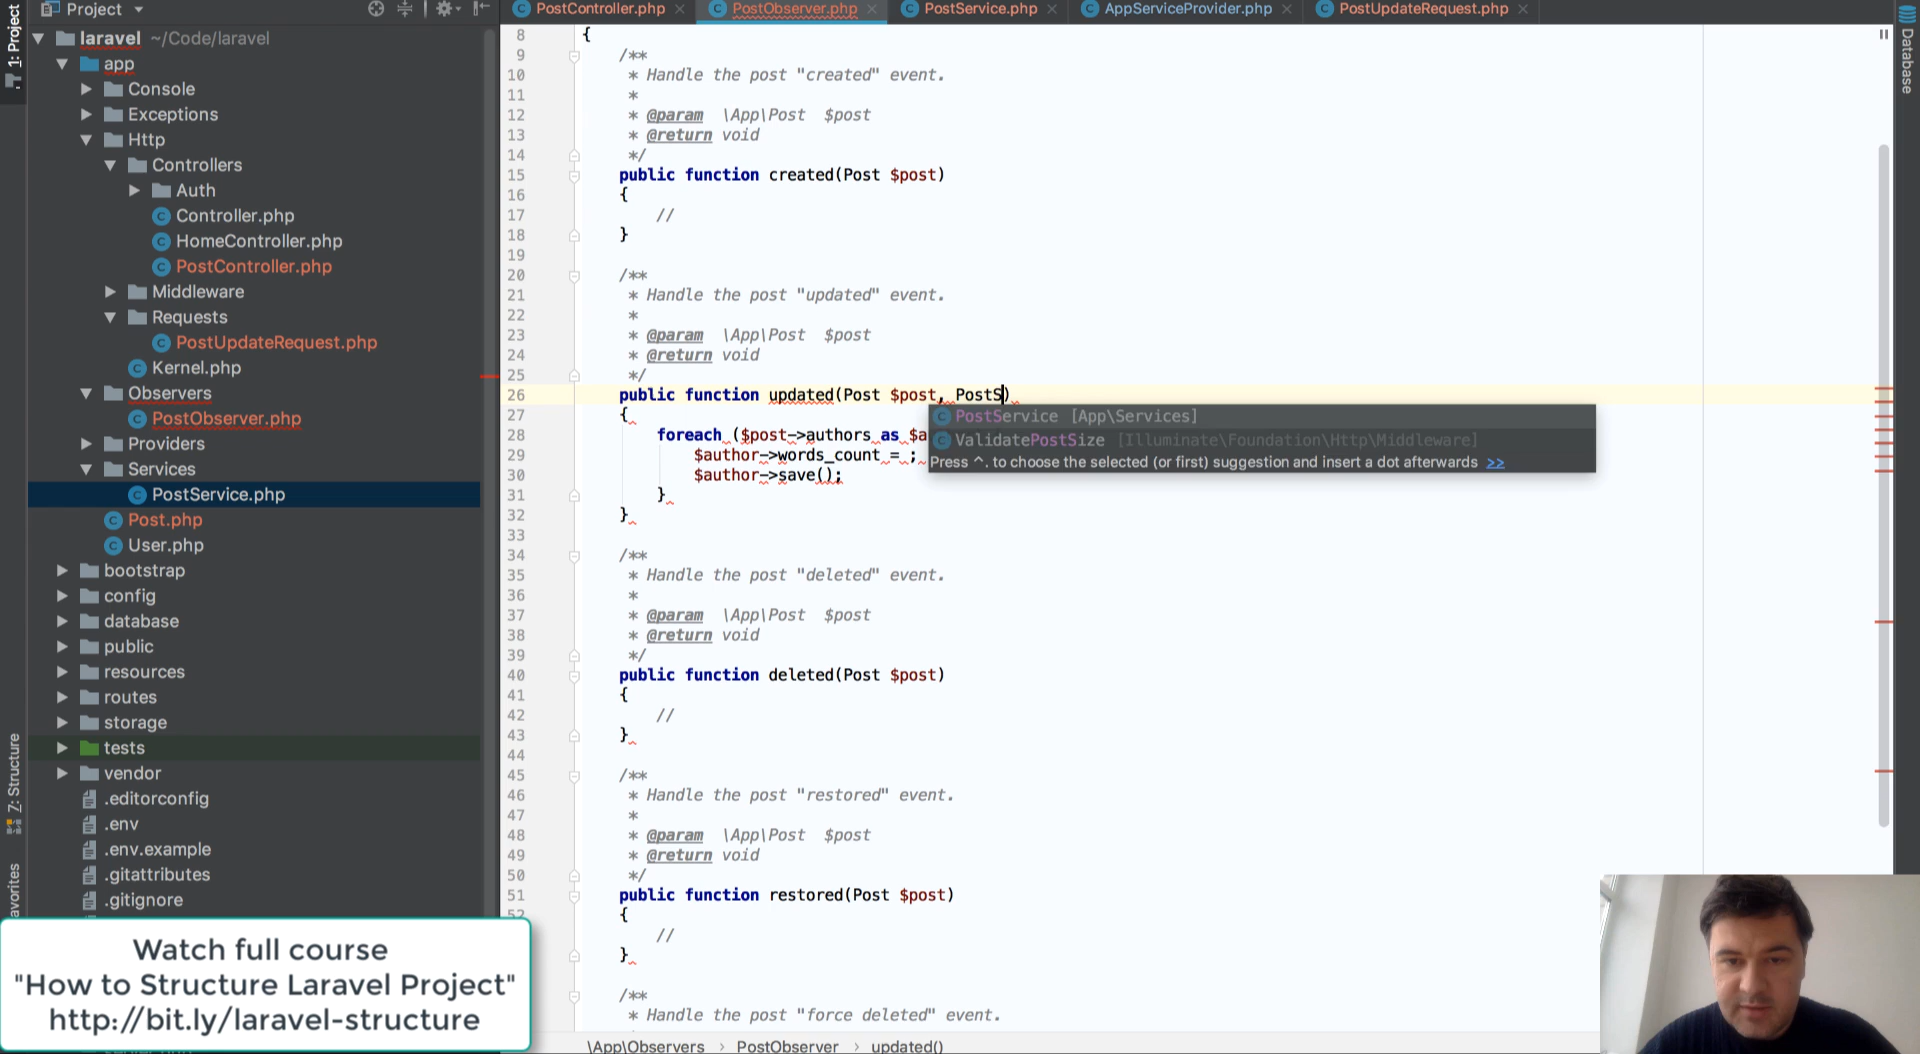 Project
PostController.php
PostObserver.php
PostService.php
AppServiceProvider.php
PostUpdateRequest.php
1: Project
7: Structure
avorites
Database
laravel ~/Code/laravel
app
Console
Exceptions
Http
Controllers
Auth
Controller.php
HomeController.php
PostController.php
Middleware
Requests
PostUpdateRequest.php
Kernel.php
Observers
PostObserver.php
Providers
Services
PostService.php
Post.php
User.php
bootstrap
config
database
public
resources
routes
storage
tests
vendor
.editorconfig
.env
.env.example
.gitattributes
.gitignore
8 {
9 /**
10 * Handle the post "created" event.
11 *
12 * @param \App\Post $post
13 * @return void
14 */
15 public function created(Post $post)
16 {
17 //
18 }
19
20 /**
21 * Handle the post "updated" event.
22 *
23 * @param \App\Post $post
24 * @return void
25 */
26 public function updated(Post $post, PostS)
27 {
28 foreach ($post->authors as $a
29 $author->words_count = ;
30 $author->save();
31 }
32 }
33
34 /**
35 * Handle the post "deleted" event.
36 *
37 * @param \App\Post $post
38 * @return void
39 */
40 public function deleted(Post $post)
41 {
42 //
43 }
44
45 /**
46 * Handle the post "restored" event.
47 *
48 * @param \App\Post $post
49 * @return void
50 */
51 public function restored(Post $post)
52 {
//
}
/**
* Handle the post "force deleted" event.
PostService [App\Services]
ValidatePostSize [Illuminate\Foundation\Http\Middleware]
Press ^. to choose the selected (or first) suggestion and insert a dot afterwards >>
Watch full course
"How to Structure Laravel Project"
http://bit.ly/laravel-structure
\App\Observers › PostObserver › updated()